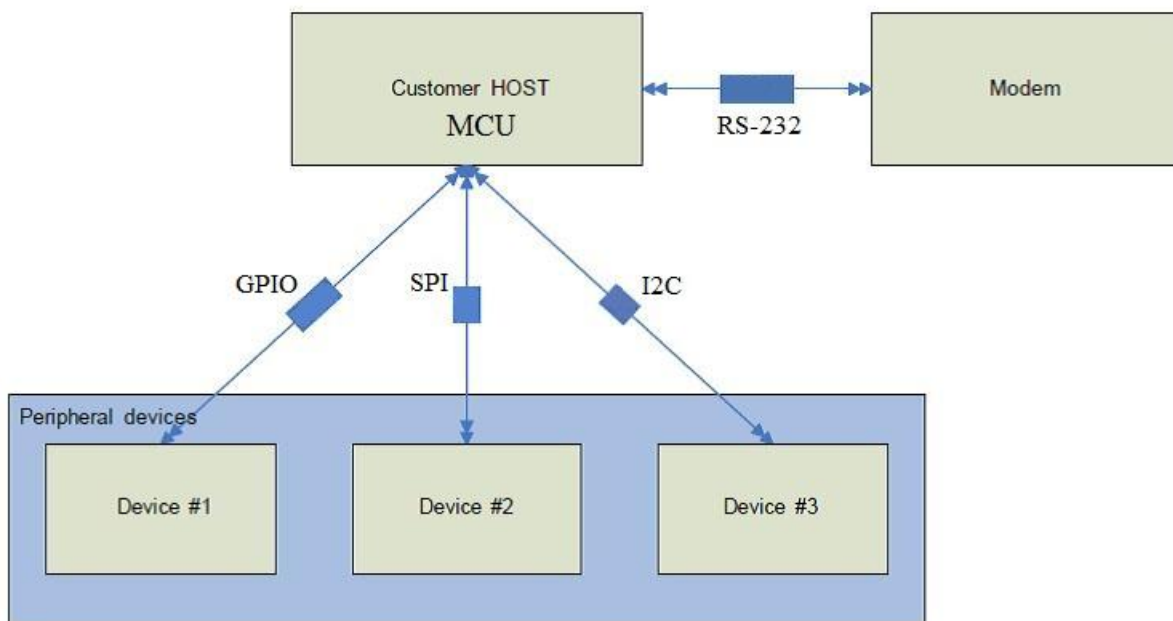 Customer HOST
MCU
RS-232
Modem
GPIO
SPI
I2C
Peripheral devices
Device #1
Device #2
Device #3